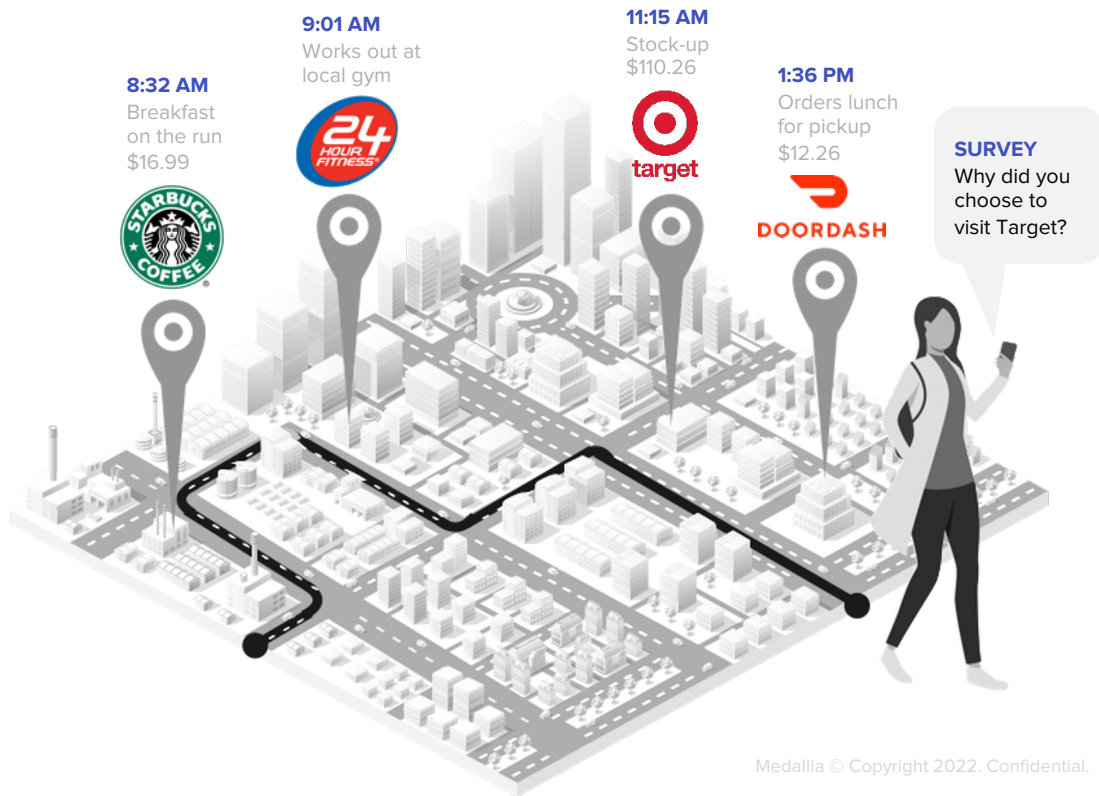 8:32 AM
Breakfast
on the run
$16.99
STARBUCKS
COFFEE
®
9:01 AM
Works out at
local gym
24
HOUR
FITNESS®
11:15 AM
Stock-up
$110.26
target
1:36 PM
Orders lunch
for pickup
$12.26
DOORDASH
SURVEY
Why did you
choose to
visit Target?
Medallia © Copyright 2022. Confidential.